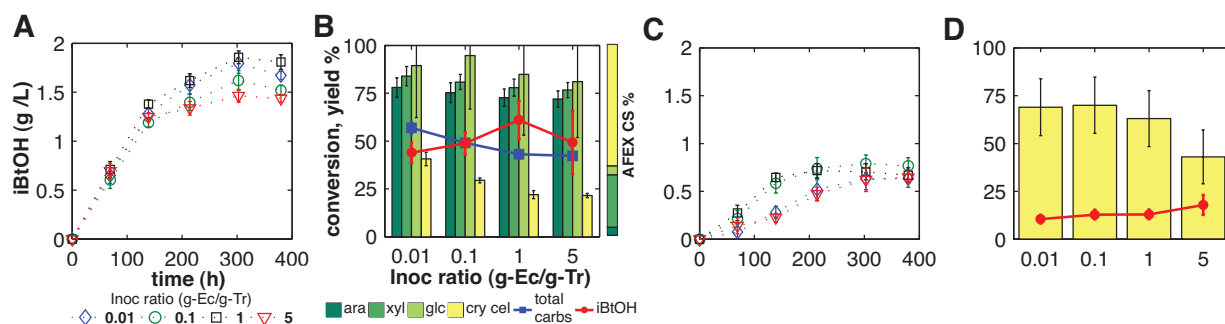 A
iBtOH (g /L)
2
1.5
1
0.5
0
0 100 200 300 400
time (h)
Inoc ratio (g-Ec/g-Tr)
0.01 0.1 1 5
B
conversion, yield %
100
75
50
25
0
0.01 0.1 1 5
Inoc ratio (g-Ec/g-Tr)
AFEX CS %
ara xyl glc cry cel total carbs iBtOH
C
2
1.5
1
0.5
0
0 100 200 300 400
D
100
75
50
25
0
0.01 0.1 1 5